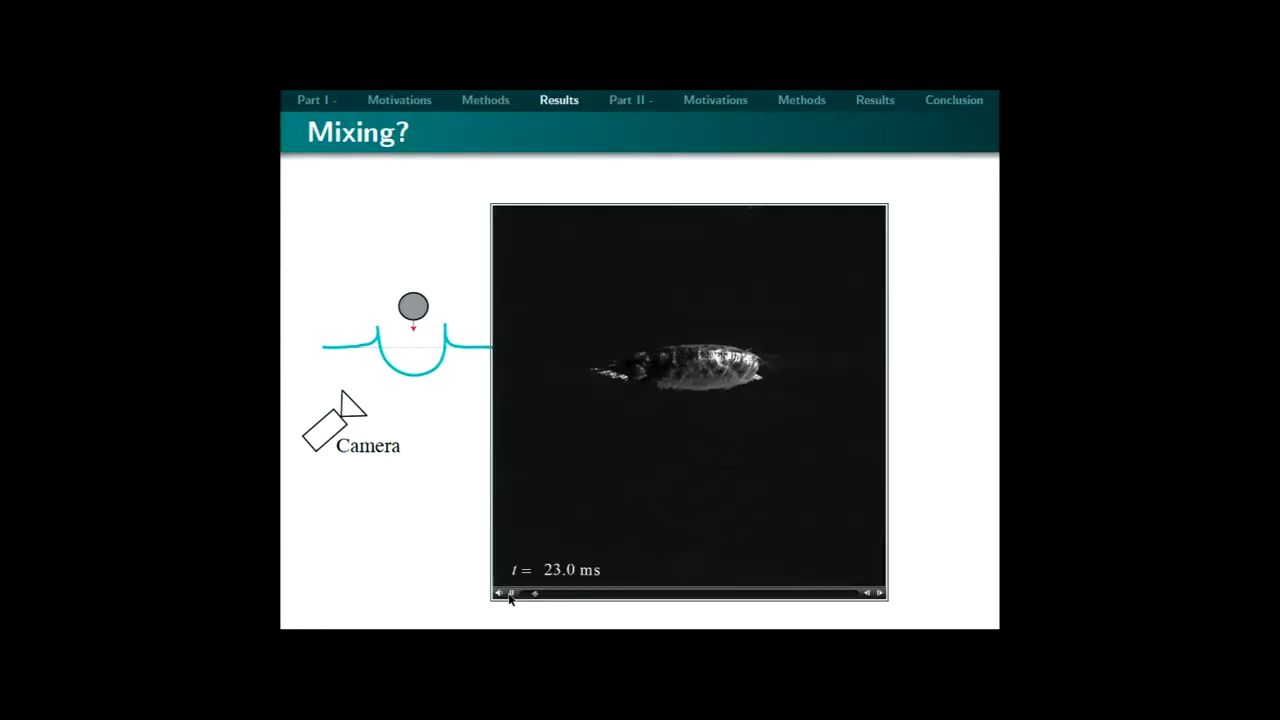 Part I - Motivations Methods Results Part II - Motivations Methods Results Conclusion
Mixing?
Camera
t = 23.0 ms